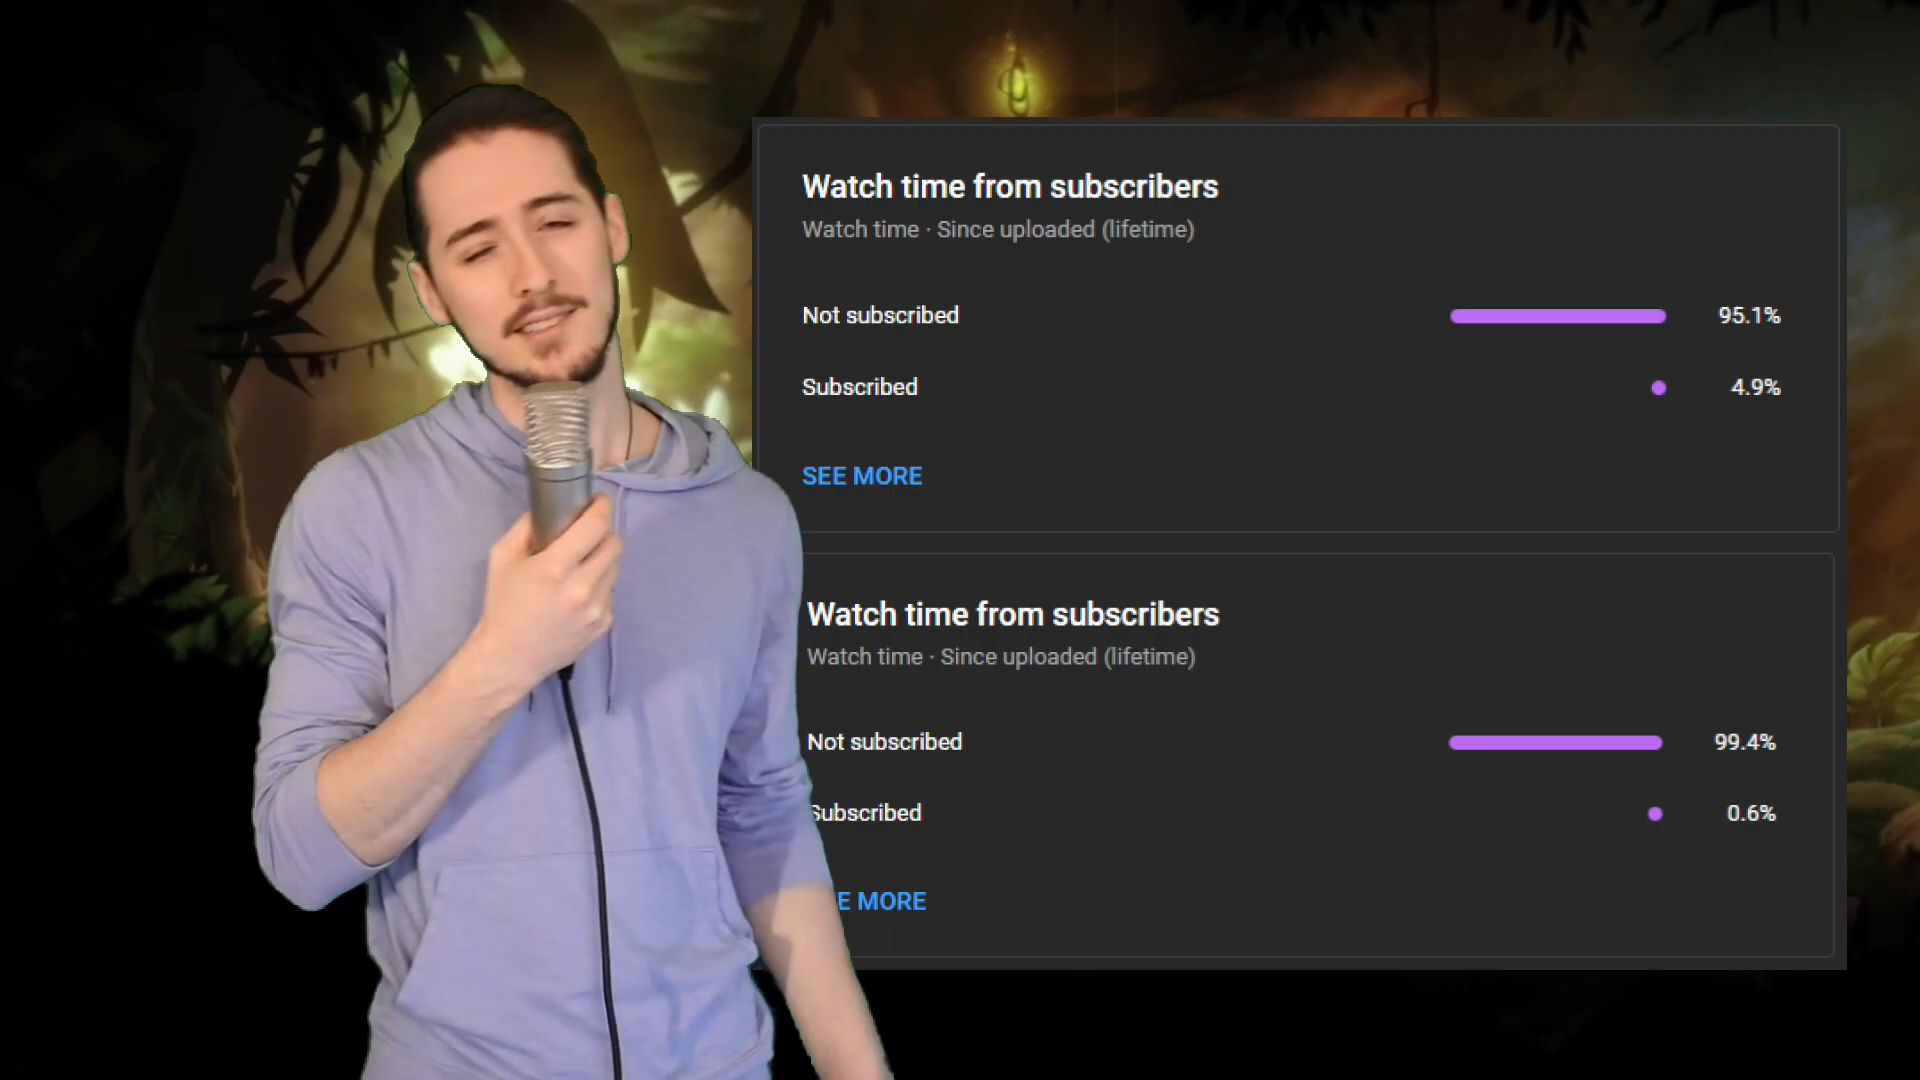 Watch time from subscribers
Watch time · Since uploaded (lifetime)
Not subscribed 95.1%
Subscribed 4.9%
SEE MORE
Watch time from subscribers
Watch time · Since uploaded (lifetime)
Not subscribed 99.4%
Subscribed 0.6%
E MORE